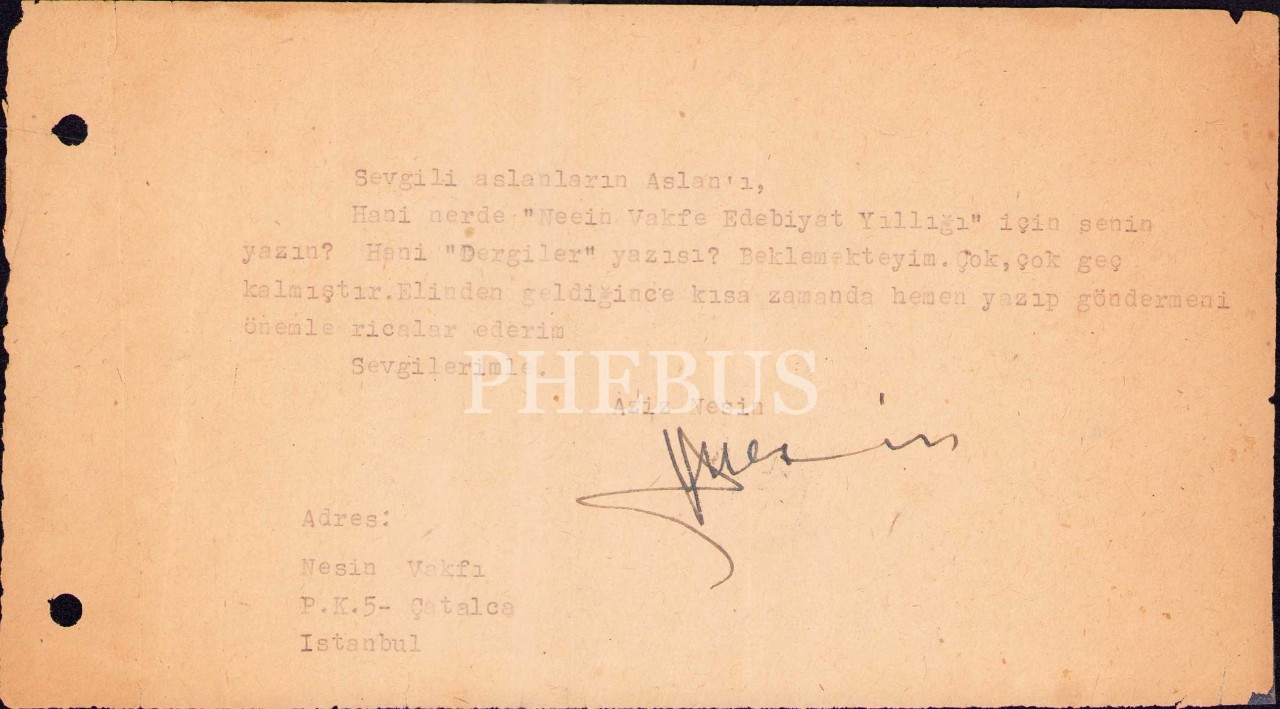 Sevgili aslanların Aslan'ı,
Hani nerde "Necin Vakfe Edebiyat Yıllığı" için senin
yazın? Hani "Dergiler" yazısı? Beklemekteyim.Çok,çok geç
kalmıştır.Elinden geldiğince kısa zamanda hemen yazıp göndermeni
önemle ricalar ederim
Sevgilerimle.
PHEBUS
Aziz Nesin
Adres:
Nesin Vakfı
P.K.5- Çatalca
Istanbul